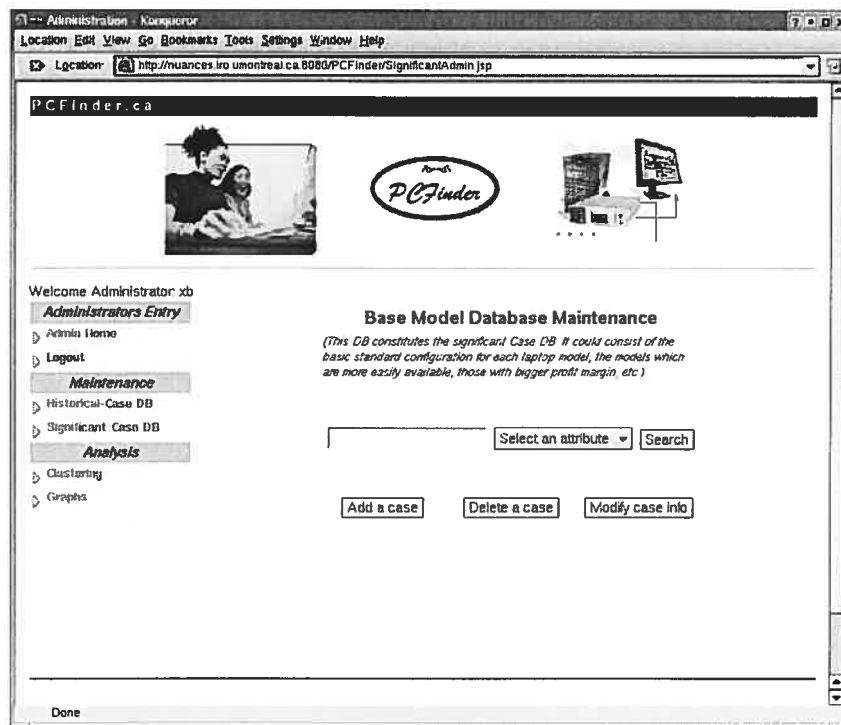 Administration - Konqueror
Location Edit View Go Bookmarks Tools Settings Window Help
Location: http://nuances.iro.umontreal.ca:8080/PCFinder/SignificantAdmin.jsp
PCFinder.ca
PCFinder
Welcome Administrator: xb
Administrators Entry
Admin Home
Logout
Maintenance
Historical-Case DB
Significant Case DB
Analysis
Clustering
Graphs
Base Model Database Maintenance
(This DB constitutes the significant Case DB. It could consist of the
basic standard configuration for each laptop model, the models which
are more easily available, those with bigger profit margin, etc.)
Select an attribute Search
Add a case Delete a case Modify case info
Done